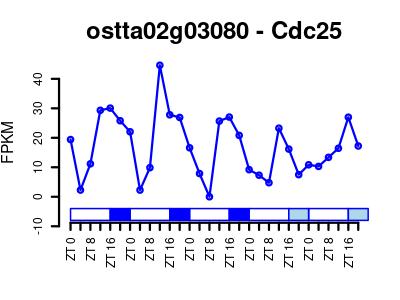 ostta02g03080 - Cdc25
FPKM
40
30
20
10
0
-10
ZT 0
ZT 8
ZT 16
ZT 0
ZT 8
ZT 16
ZT 0
ZT 8
ZT 16
ZT 0
ZT 8
ZT 16
ZT 0
ZT 8
ZT 16